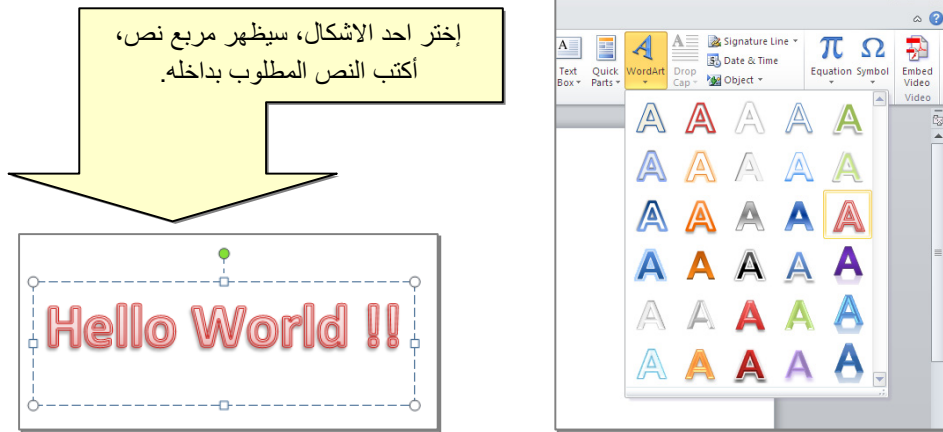 إختر احد الاشكال، سيظهر مربع نص،
أكتب النص المطلوب بداخله.
Hello World !!
Text Box
Quick Parts
WordArt
Drop Cap
Signature Line
Date & Time
Object
Equation
Symbol
Embed Video
Video
A A A A A
A A A A A
A A A A A
A A A A A
A A A A A
A A A A A